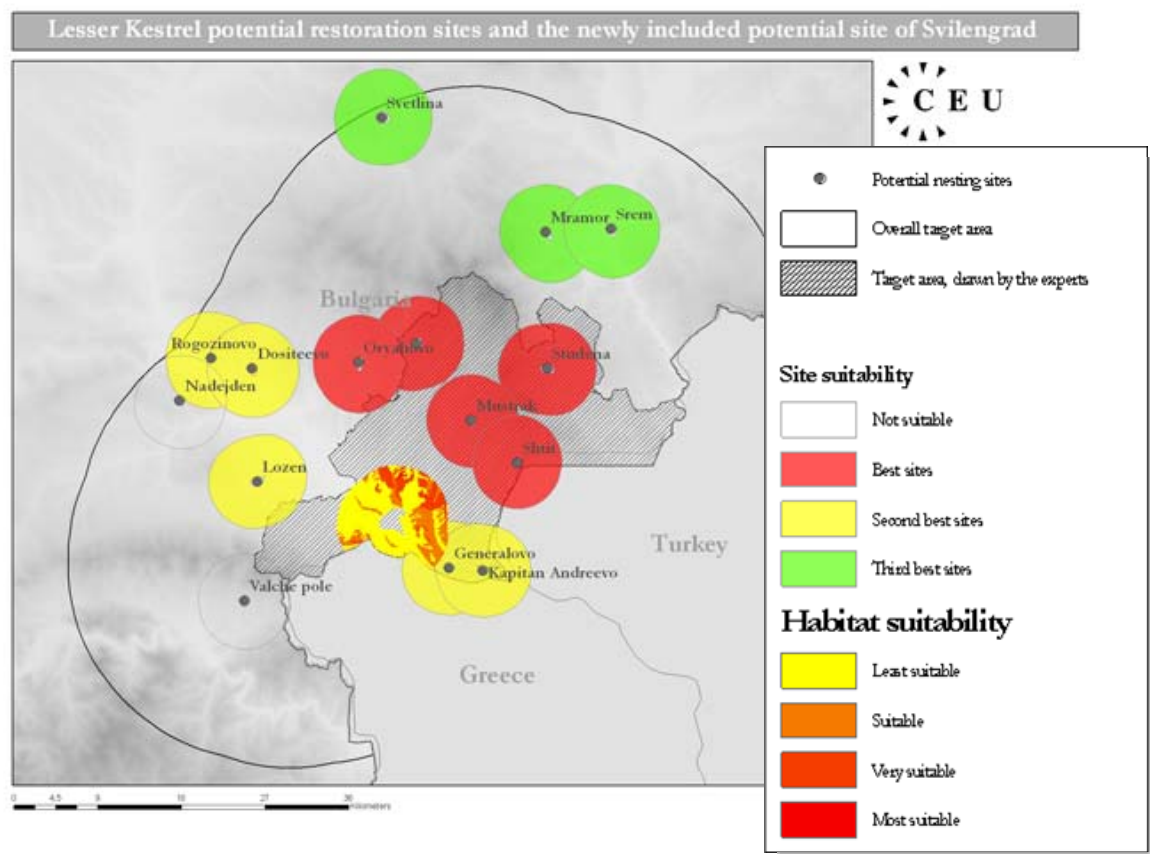 Lesser Kestrel potential restoration sites and the newly included potential site of Svilengrad
CEU
Svetlina
Mramor
Srem
Bulgaria
Rogozinovo
Dositeevo
Studena
Nadejden
Mustrak
Lozen
Generalovo
Kapitan Andreevo
Valche pole
Turkey
Greece
0 4.5 9 18 27 36
Kilometers
Potential nesting sites
Overall target area
Target area, drawn by the experts
Site suitability
Not suitable
Best sites
Second best sites
Third best sites
Habitat suitability
Least suitable
Suitable
Very suitable
Most suitable